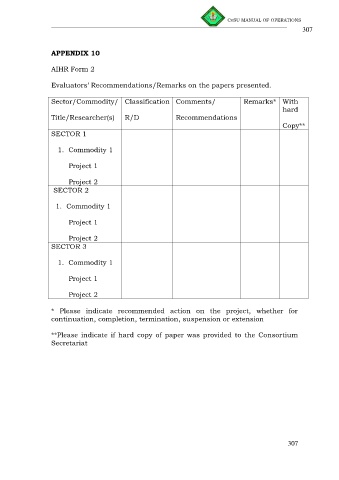 CvSU MANUAL OF OPERATIONS
307
APPENDIX 10
AIHR Form 2
Evaluators' Recommendations/Remarks on the papers presented.
Sector/Commodity/ Classification Comments/ Remarks* With
hard
Title/Researcher(s) R/D Recommendations
Copy**
SECTOR 1
1. Commodity 1
Project 1
Project 2
SECTOR 2
1. Commodity 1
Project 1
Project 2
SECTOR 3
1. Commodity 1
Project 1
Project 2
* Please indicate recommended action on the project, whether for
continuation, completion, termination, suspension or extension
**Please indicate if hard copy of paper was provided to the Consortium
Secretariat
307